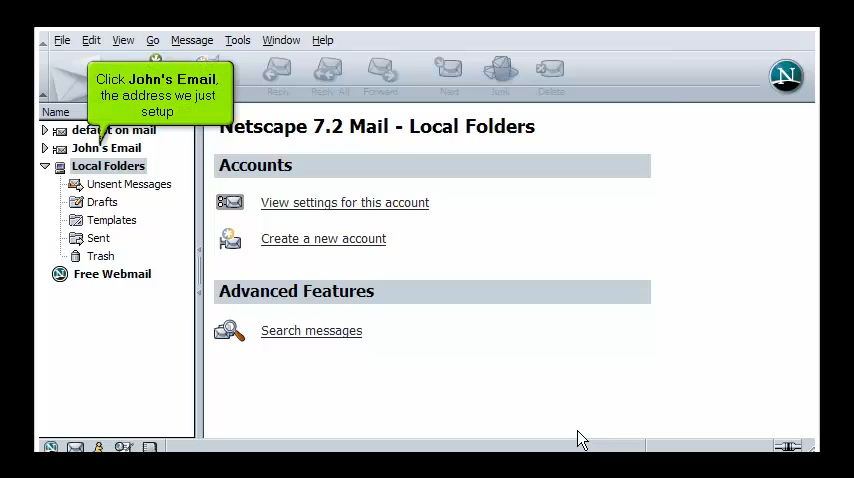 File Edit View Go Message Tools Window Help
Click John's Email,
the address we just
setup
Reply Reply All Forward Next Junk Delete
N
Name
default on mail
John's Email
Local Folders
Unsent Messages
Drafts
Templates
Sent
Trash
Free Webmail
Netscape 7.2 Mail - Local Folders
Accounts
View settings for this account
Create a new account
Advanced Features
Search messages